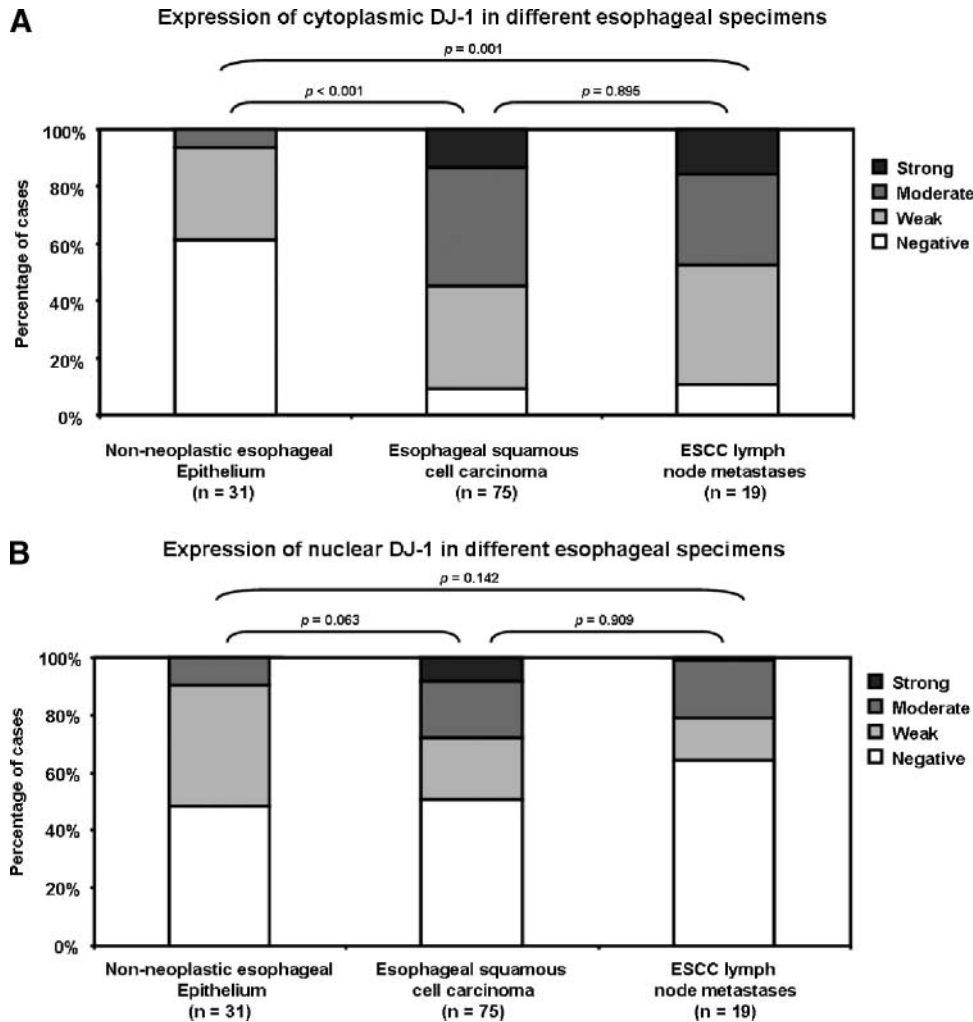 A
Expression of cytoplasmic DJ-1 in different esophageal specimens
p = 0.001
p < 0.001
p = 0.895
100%
80%
60%
40%
20%
0%
Percentage of cases
Strong
Moderate
Weak
Negative
Non-neoplastic esophageal
Epithelium
(n = 31)
Esophageal squamous
cell carcinoma
(n = 75)
ESCC lymph
node metastases
(n = 19)
B
Expression of nuclear DJ-1 in different esophageal specimens
p = 0.142
p = 0.063
p = 0.909
100%
80%
60%
40%
20%
0%
Percentage of cases
Strong
Moderate
Weak
Negative
Non-neoplastic esophageal
Epithelium
(n = 31)
Esophageal squamous
cell carcinoma
(n = 75)
ESCC lymph
node metastases
(n = 19)